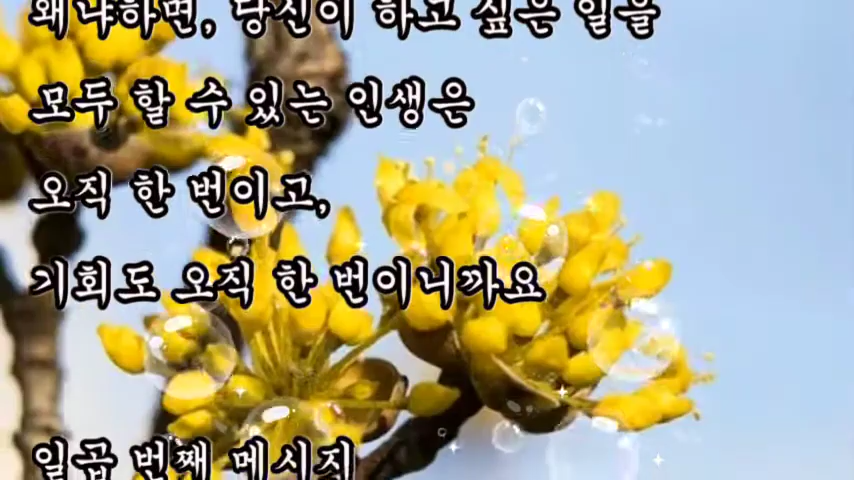 왜냐하면, 당신이 하고 싶은 일을
모두 할 수 있는 인생은
오직 한 번이고,
기회도 오직 한 번이니까요
일곱 번째 메시지